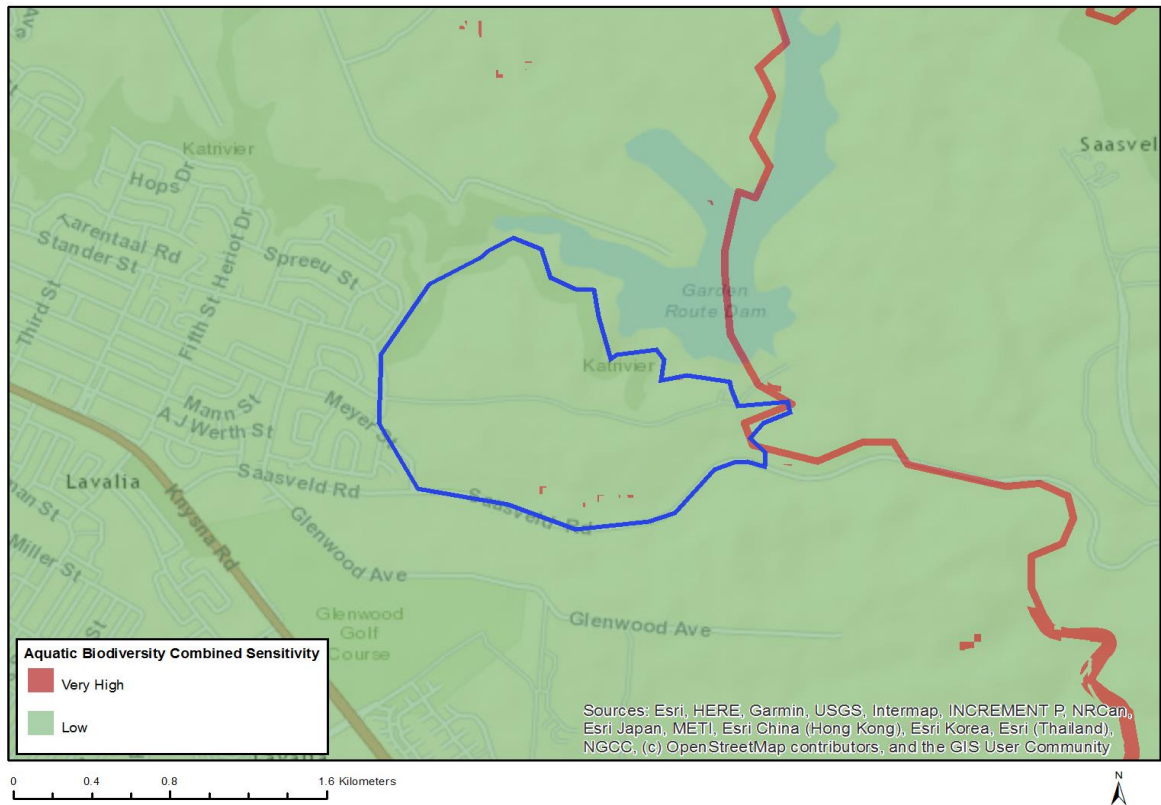 Katrivier
Saasvel
Hops Dr
Karentaal Rd
Stander St
Heriot Dr
Spreeu St
Third St
Fifth St
Garden
Route Dam
Katrivier
Mann St
A J Werth St
Meyer St
Lavalia
Saasveld Rd
Saasveld Rd
Knysna Rd
Glenwood Ave
Miller St
Glenwood Ave
Glenwood
Golf
Course
Aquatic Biodiversity Combined Sensitivity
Very High
Low
Sources: Esri, HERE, Garmin, USGS, Intermap, INCREMENT P, NRCan,
Esri Japan, METI, Esri China (Hong Kong), Esri Korea, Esri (Thailand),
NGCC, (c) OpenStreetMap contributors, and the GIS User Community
0 0.4 0.8 1.6 Kilometers
N